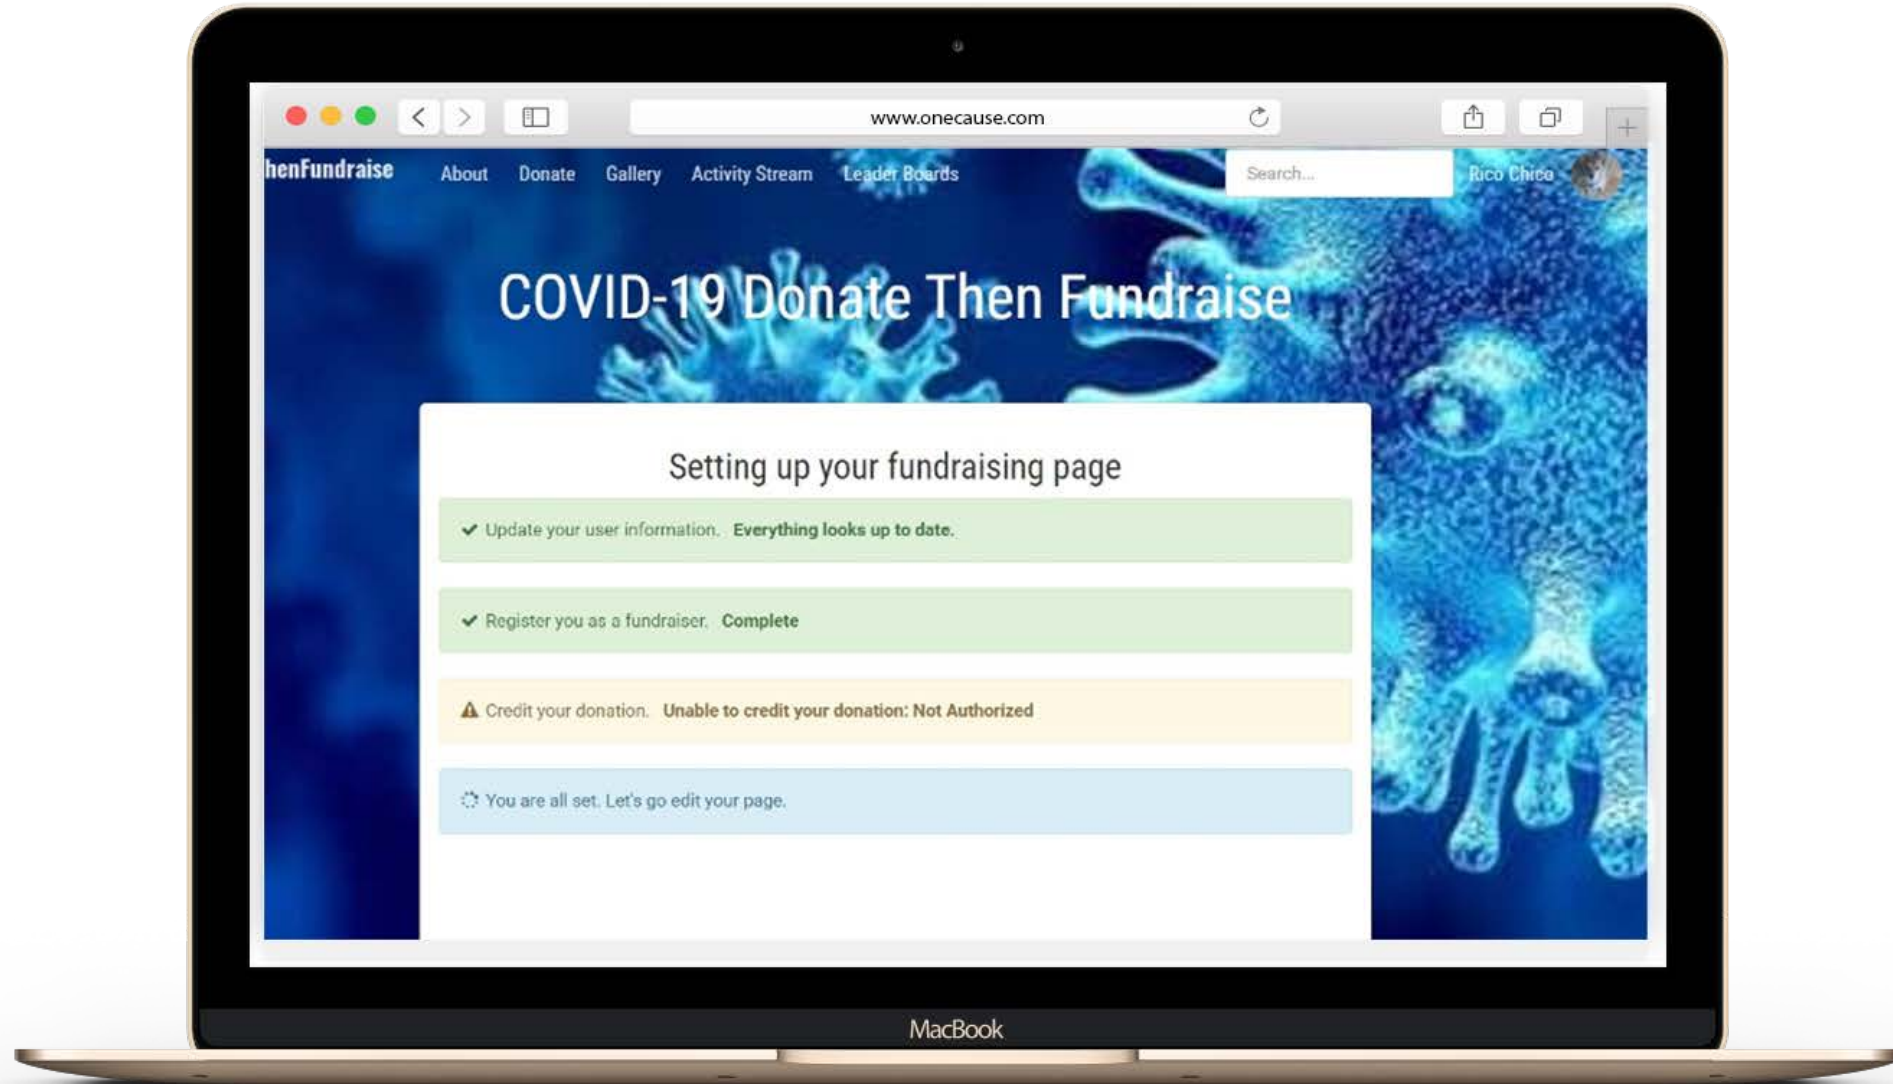 www.onecause.com
henFundraise About Donate Gallery Activity Stream Leader Boards Search... Rico Chico
COVID-19 Donate Then Fundraise
Setting up your fundraising page
Update your user information. Everything looks up to date.
Register you as a fundraiser. Complete
Credit your donation. Unable to credit your donation: Not Authorized
You are all set. Let's go edit your page.
MacBook